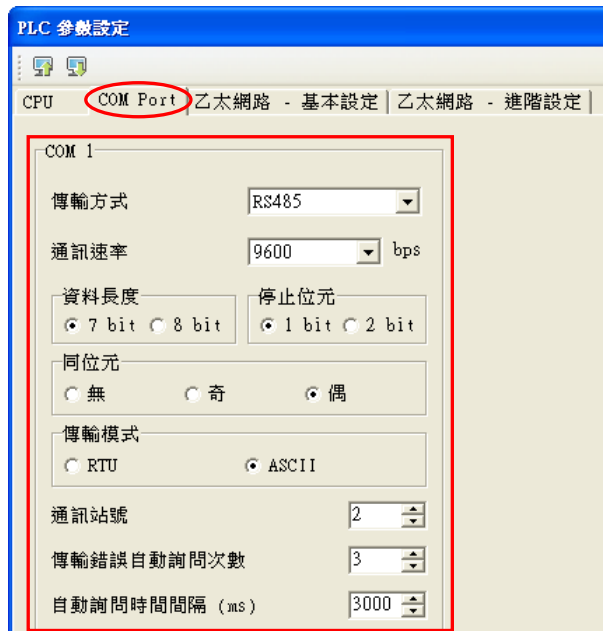 PLC 參數設定
CPU COM Port 乙太網路 - 基本設定 乙太網路 - 進階設定
COM 1
傳輸方式 RS485
通訊速率 9600 bps
資料長度 停止位元
7 bit 8 bit 1 bit 2 bit
同位元
無 奇 偶
傳輸模式
RTU ASCII
通訊站號 2
傳輸錯誤自動詢問次數 3
自動詢問時間間隔 (ms) 3000